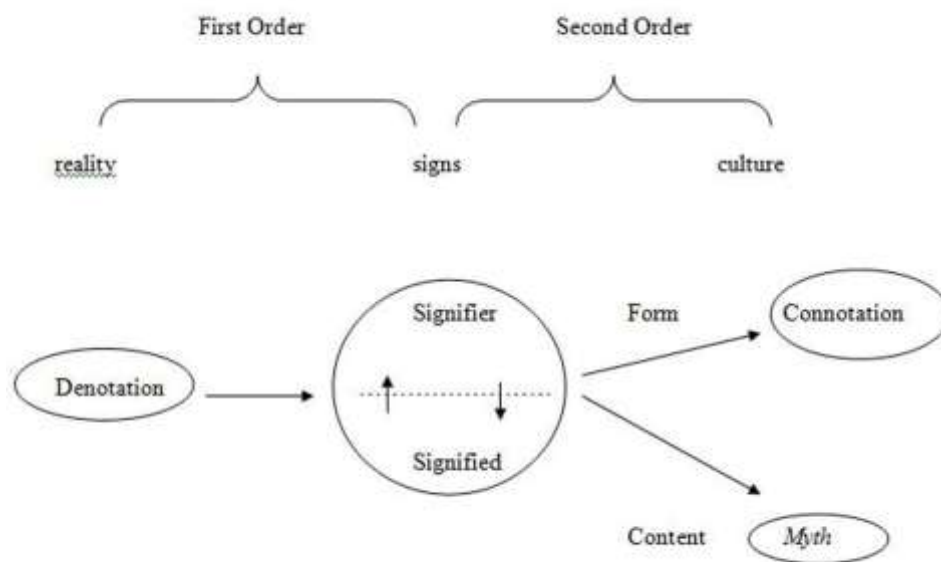 First Order Second Order
reality signs culture
Signifier Form Connotation
Denotation
Signified
Content Myth